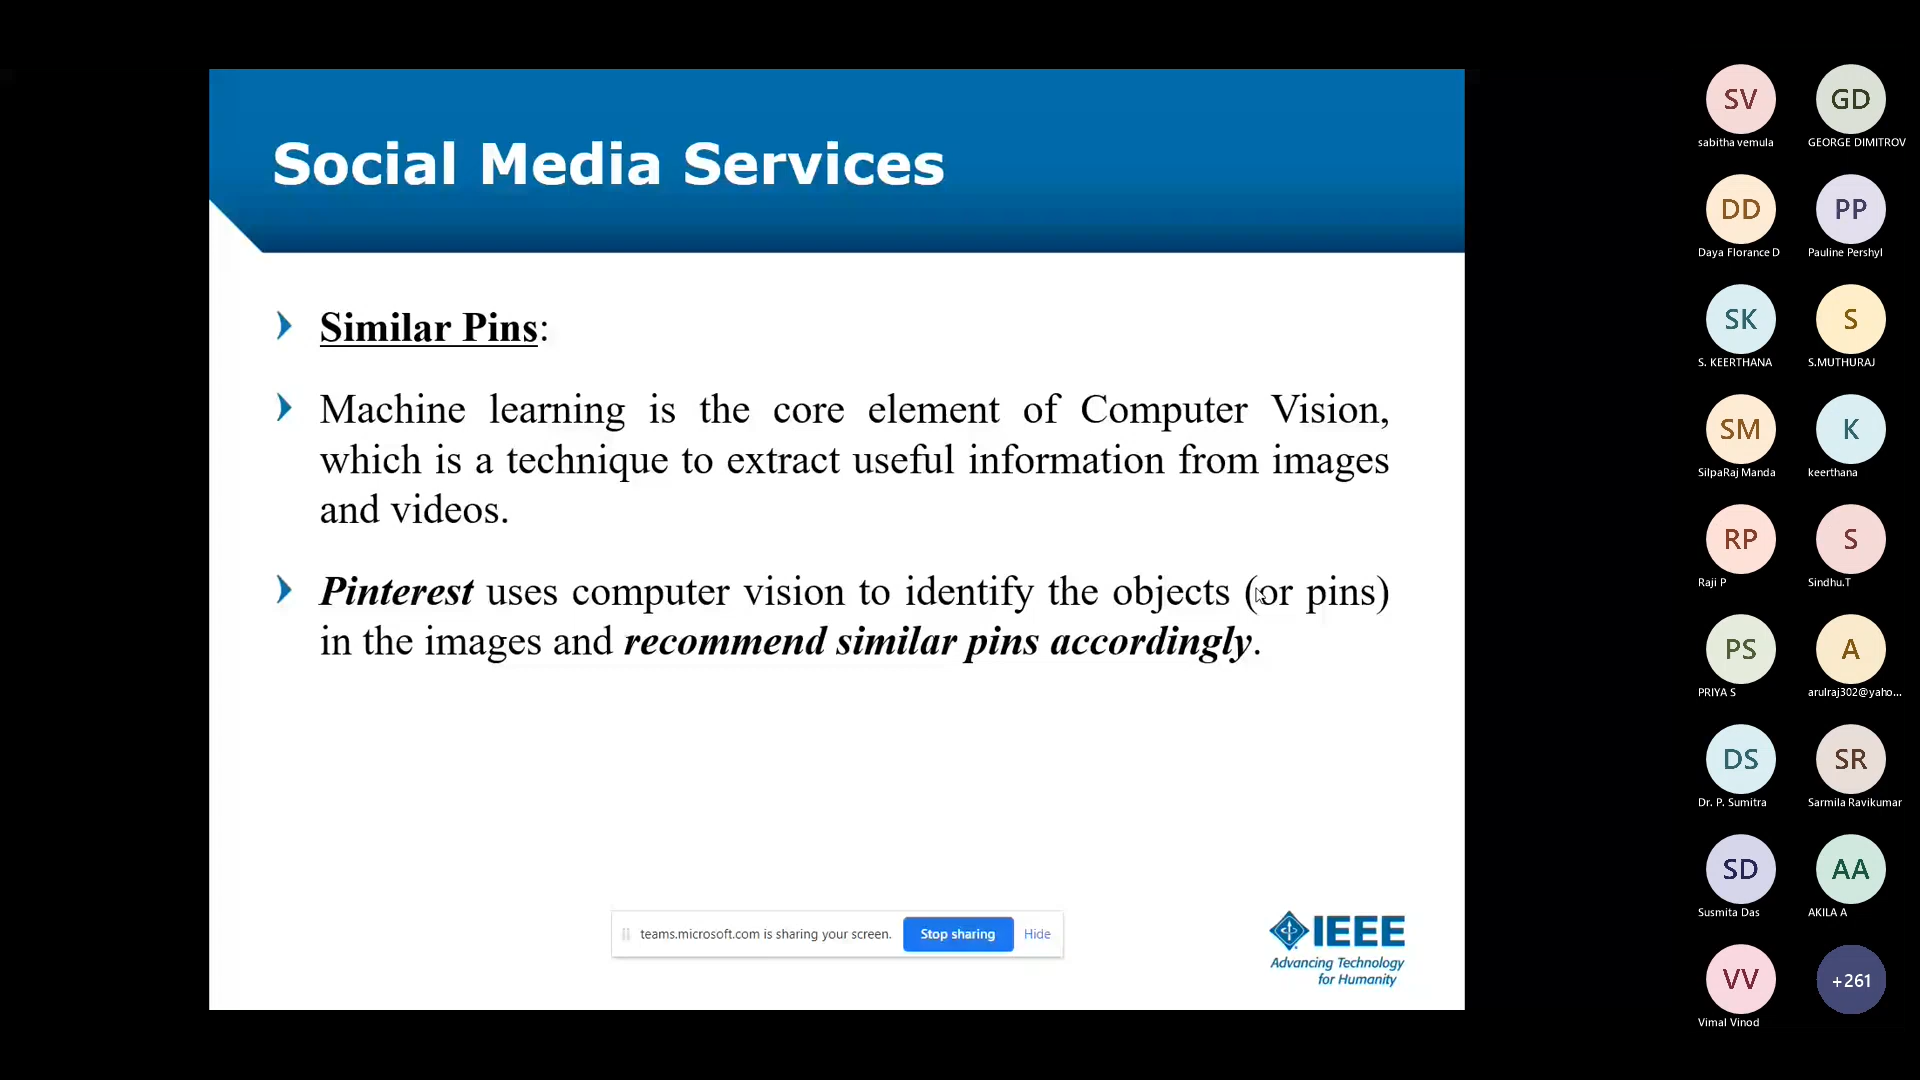 Social Media Services
Similar Pins:
Machine learning is the core element of Computer Vision,
which is a technique to extract useful information from images
and videos.
Pinterest uses computer vision to identify the objects (or pins)
in the images and recommend similar pins accordingly.
teams.microsoft.com is sharing your screen. Stop sharing Hide
IEEE
Advancing Technology
for Humanity
SV GD
sabitha vemula GEORGE DIMITROV
DD PP
Daya Florance D Pauline Pershyl
SK S
S. KEERTHANA S.MUTHURAJ
SM K
SilpaRaj Manda keerthana
RP S
Raji P Sindhu.T
PS A
PRIYA S arulraj302@yaho...
DS SR
Dr. P. Sumitra Sarmila Ravikumar
SD AA
Susmita Das AKILA A
VV +261
Vimal Vinod